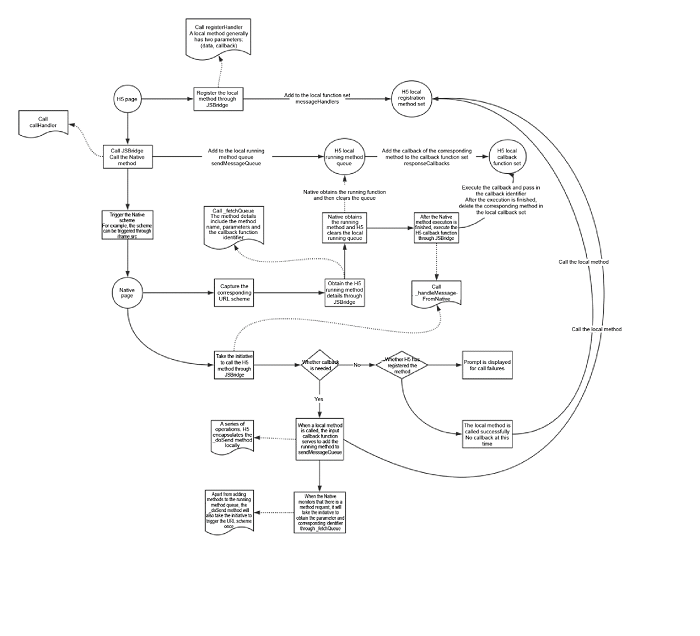 Call registerHandler
A local method generally
has two parameters:
(data, callback)
H5 page
Register the local
method through
JSBridge
Add to the local function set
messageHandlers
H5 local
registration
method set
Call
callHandler
Call JSBridge
Call the Native
method
Add to the local running
method queue
sendMessageQueue
H5 local
running method
queue
Add the callback of the corresponding
method to the callback function set
responseCallbacks
H5 local
callback
function set
Native obtains the running function
and then clears the queue
Execute the callback and pass in
the callback identifier
After the execution is finished,
delete the corresponding method in
the local callback set
Trigger the Native
scheme
For example, the scheme
can be triggered through
iframe.src
Call _fetchQueue
The method details
include the method
name, parameters and
the callback function
identifier
Native obtains
the running
method and H5
clears the local
running queue
After the Native
method execution is
finished, execute the
H5 callback function
through JSBridge
Call the local method
Native
page
Capture the
corresponding
URL scheme
Obtain the H5
running method
details through
JSBridge
Call
_handleMessage-
FromNative
Call the local method
Take the initiative
to call the H5
method through
JSBridge
Whether callback
is needed
No
Whether H5 has
registered the
method
Prompt is displayed
for call failures.
Yes
A series of
operations. H5
encapsulates the
_doSend method
locally
When a local method
is called, the input
callback function
serves to add the
running method to
sendMessageQueue
The local method is
called successfully
No callback at this
time
Apart from adding
methods to the running
method queue, the
_doSend method will
also take the initiative to
trigger the URL scheme
once
When the Native
monitors that there is a
method request, it will
take the initiative to
obtain the parameter and
corresponding identifier
through _fetchQueue